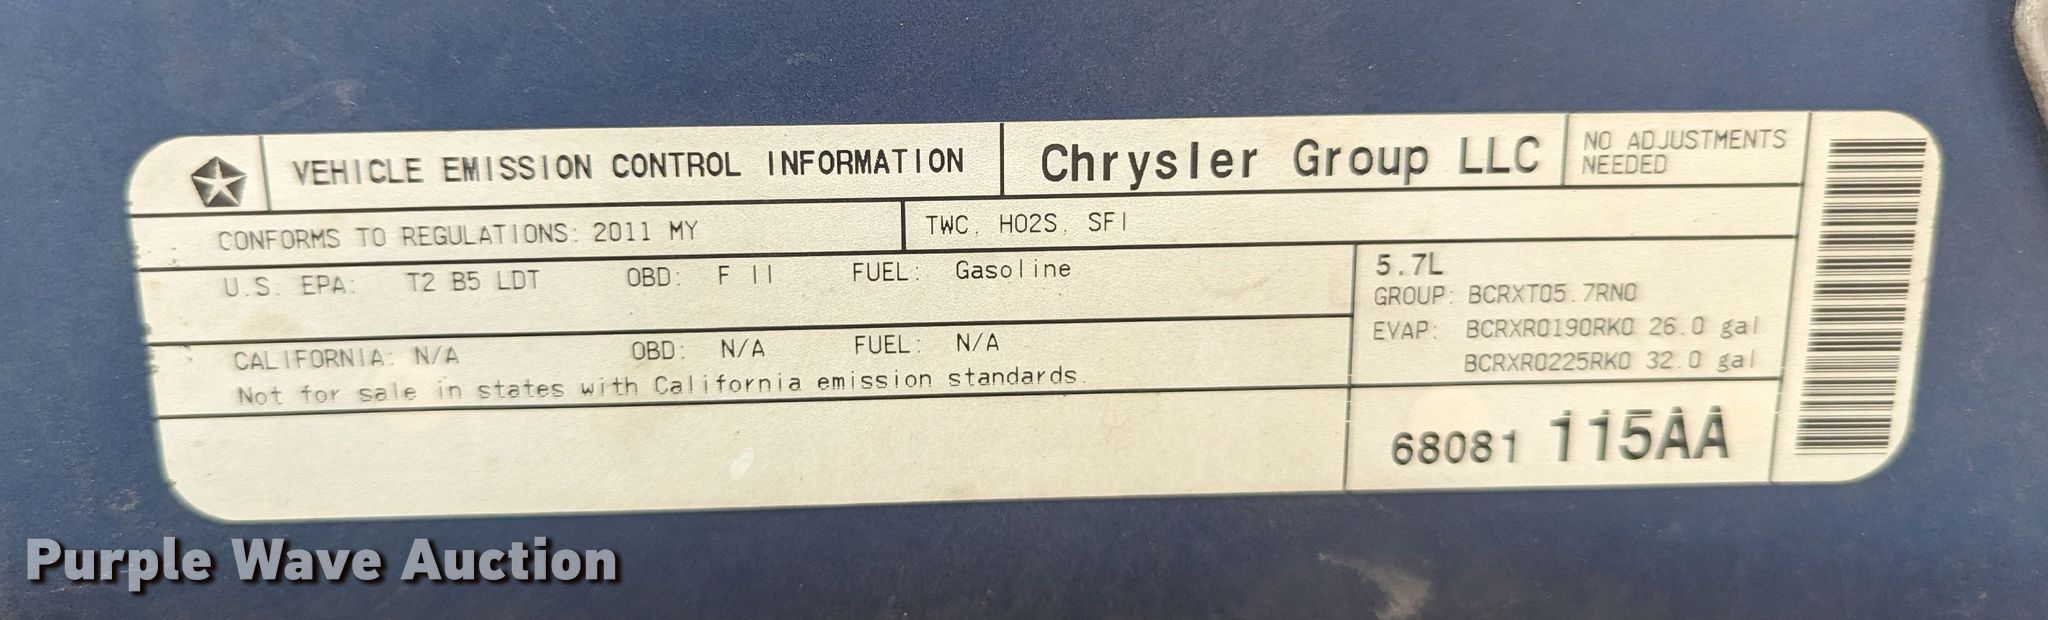 VEHICLE EMISSION CONTROL INFORMATION
Chrysler Group LLC
NO ADJUSTMENTS
NEEDED
CONFORMS TO REGULATIONS: 2011 MY
TWC, HO2S, SFI
U.S. EPA: T2 B5 LDT OBD: F II FUEL: Gasoline
CALIFORNIA: N/A OBD: N/A FUEL: N/A
Not for sale in states with California emission standards.
5.7L
GROUP: BCRXT05.7RN0
EVAP: BCRXR0190RK0 26.0 gal
BCRXR0225RK0 32.0 gal
68081 115AA
Purple Wave Auction